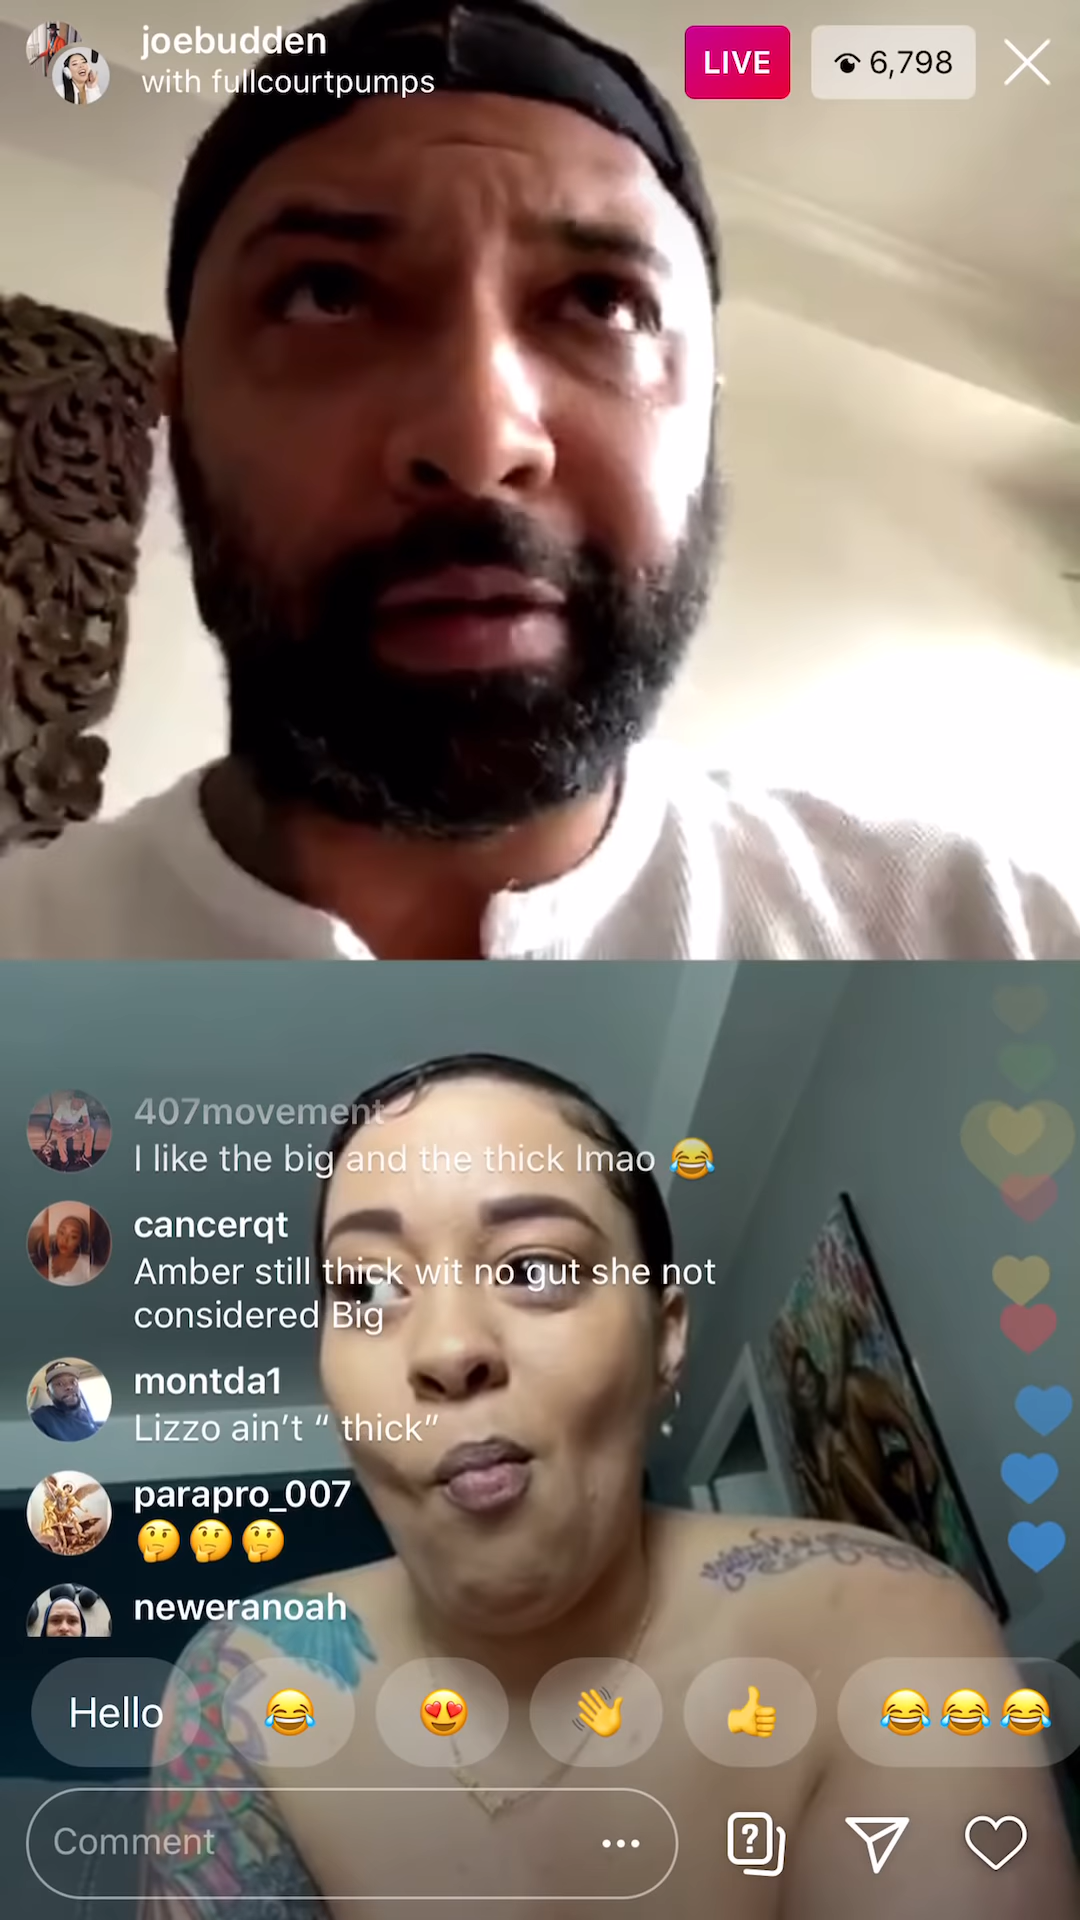 joebudden
with fullcourtpumps
LIVE
6,798
407movement
I like the big and the thick lmao 😂
cancerqt
Amber still thick wit no gut she not
considered Big
montda1
Lizzo ain’t “ thick”
parapro_007
🤔🤔🤔
neweranoah
Hello 😂 😍 👋 👍 😂😂😂
Comment